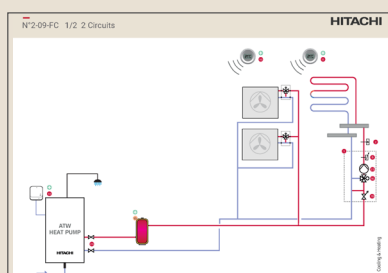 N°2-09-FC 1/2 2 Circuits
HITACHI
ATW
HEAT PUMP
HITACHI
Cooling & Heating